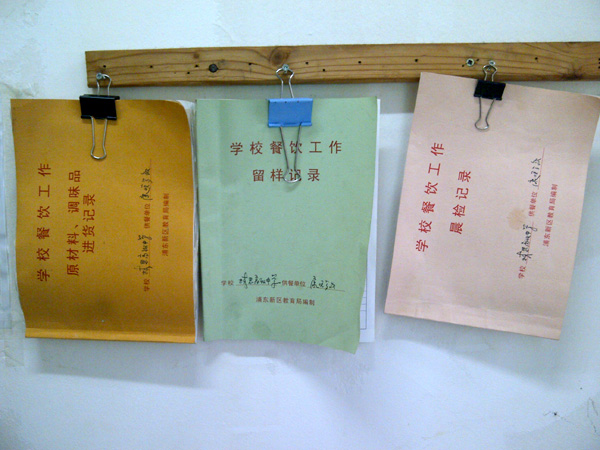 学校餐饮工作
原材料、调味品
进货记录
学校 供餐单位
浦东新区教育局编制
学校餐饮工作
留样记录
学校 供餐单位
浦东新区教育局编制
学校餐饮工作
晨检记录
学校 供餐单位
浦东新区教育局编制